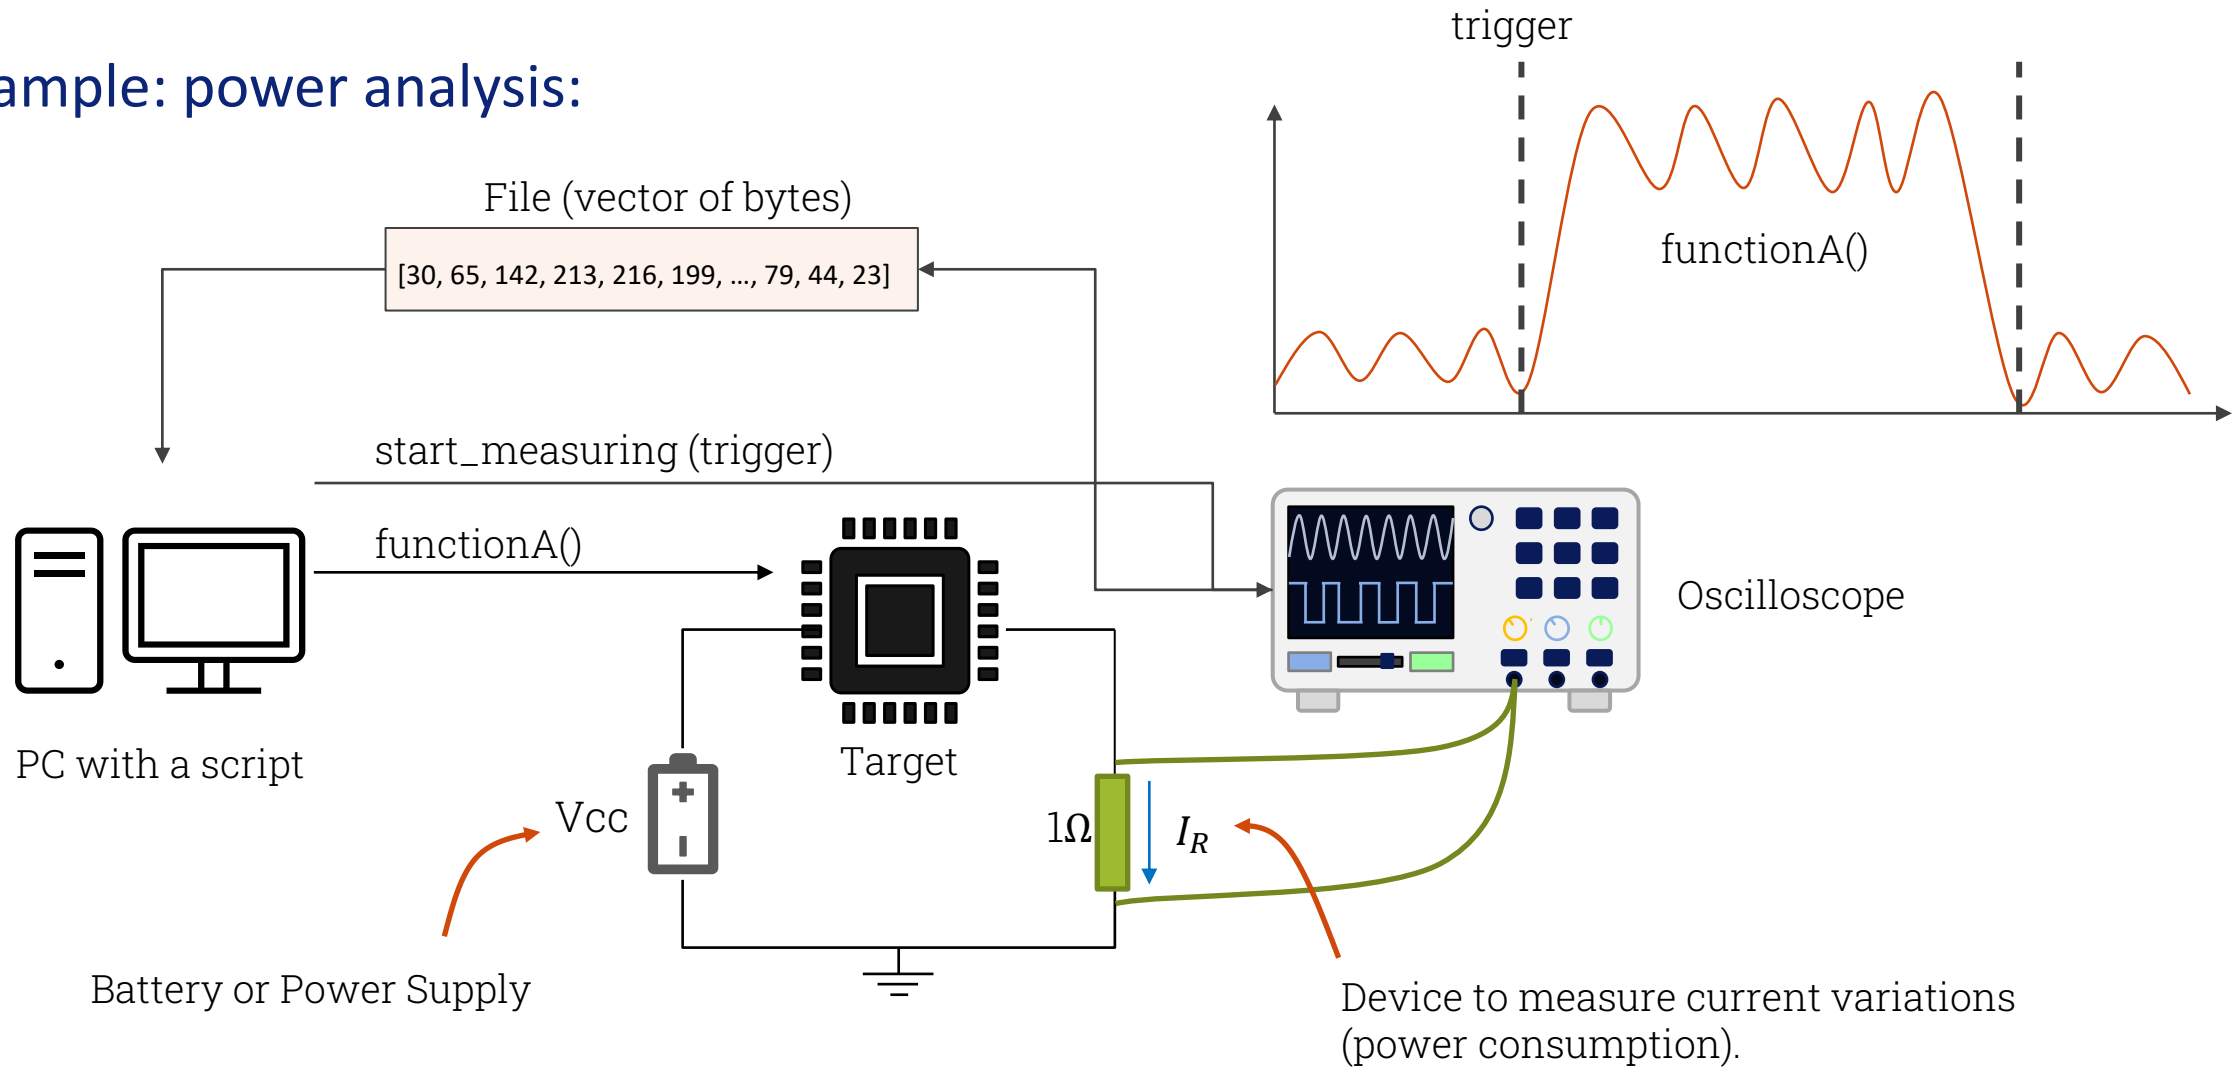 ample: power analysis:
trigger
File (vector of bytes)
[30, 65, 142, 213, 216, 199, ..., 79, 44, 23]
functionA()
start_measuring (trigger)
functionA()
Oscilloscope
PC with a script
Target
Vcc
1Ω
I_R
Battery or Power Supply
Device to measure current variations
(power consumption).